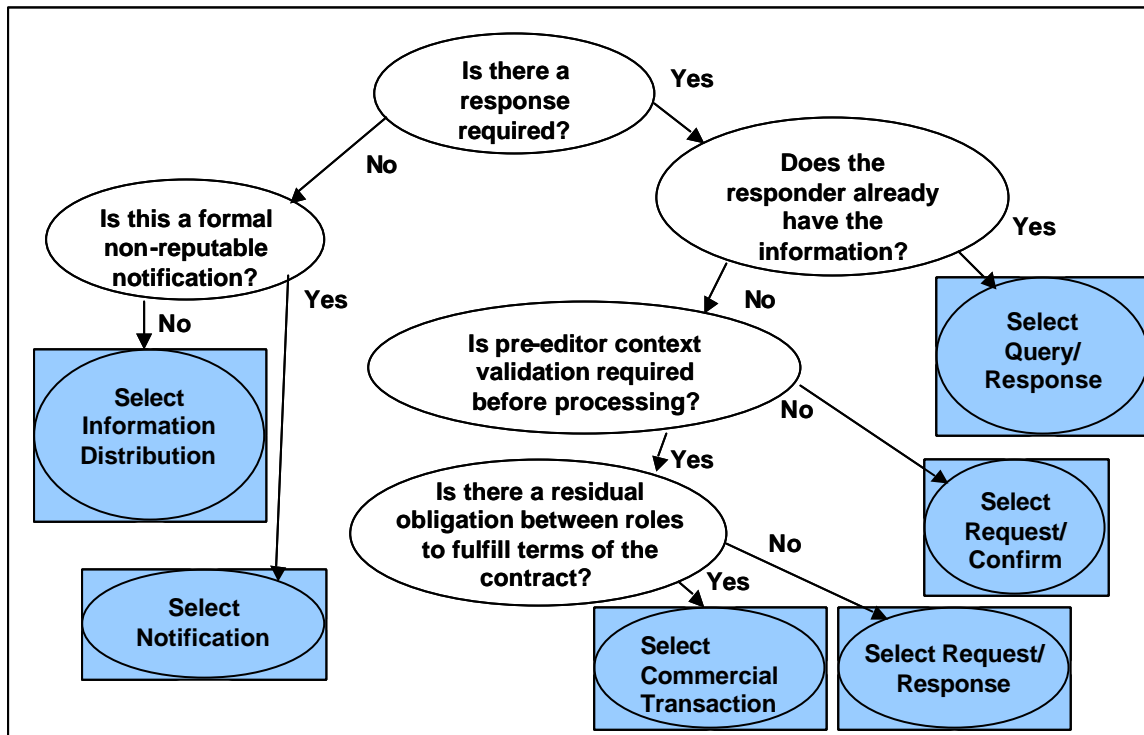 Is there a
response
required?
Yes
No
Does the
responder already
have the
information?
Is this a formal
non-reputable
notification?
Yes
No
Yes
No
Select
Query/
Response
Is pre-editor context
validation required
before processing?
Select
Information
Distribution
No
Yes
Is there a residual
obligation between roles
to fulfill terms of the
contract?
Select
Request/
Confirm
No
Yes
Select
Notification
Select
Commercial
Transaction
Select Request/
Response